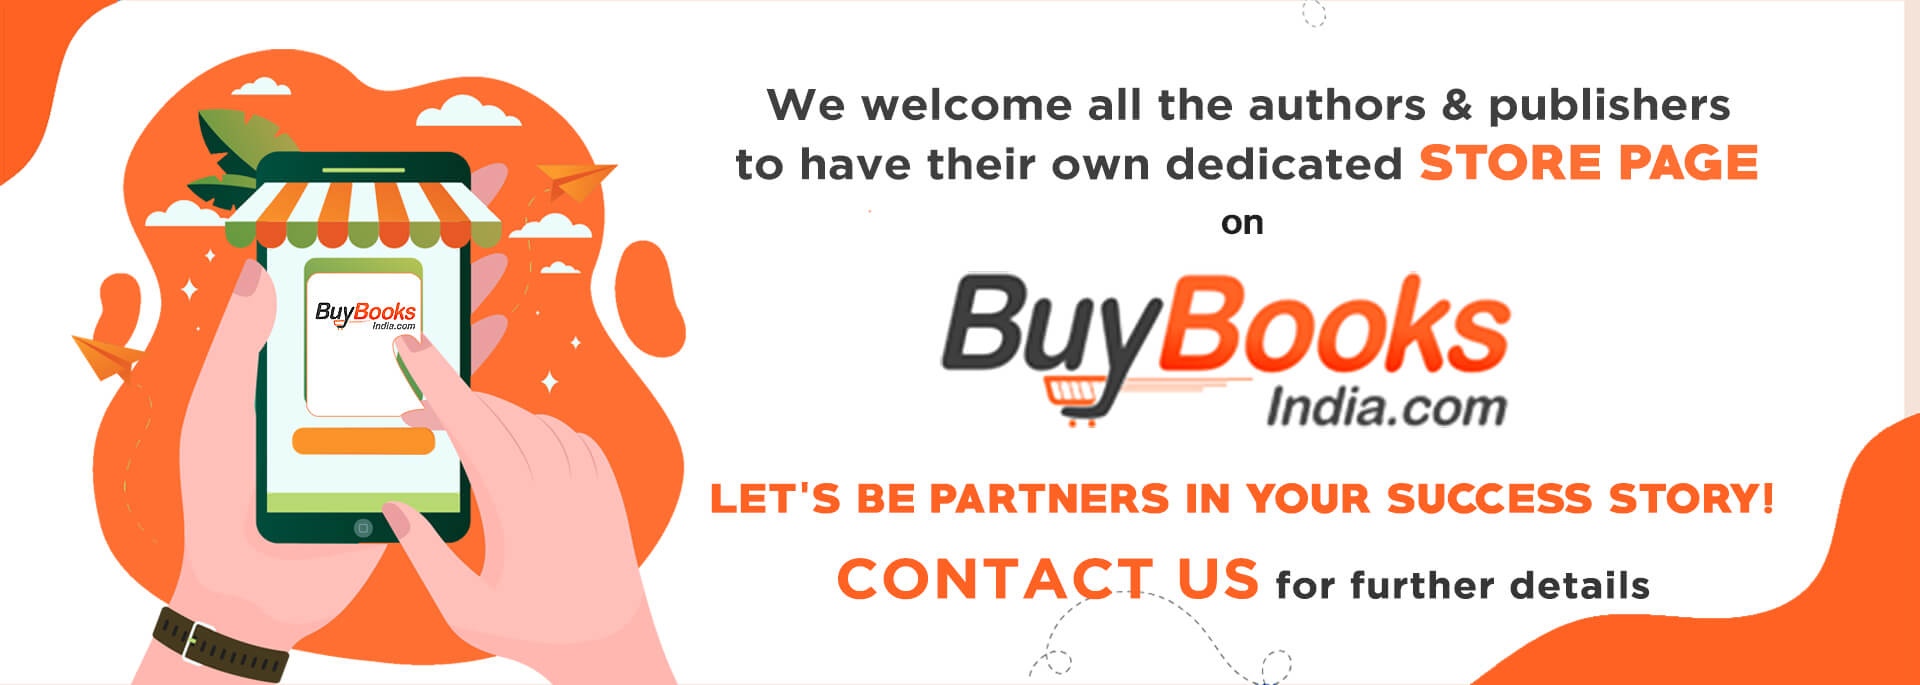 We welcome all the authors & publishers
to have their own dedicated STORE PAGE
on
BuyBooks
India.com
LET'S BE PARTNERS IN YOUR SUCCESS STORY!
CONTACT US for further details
BuyBooks
India.com